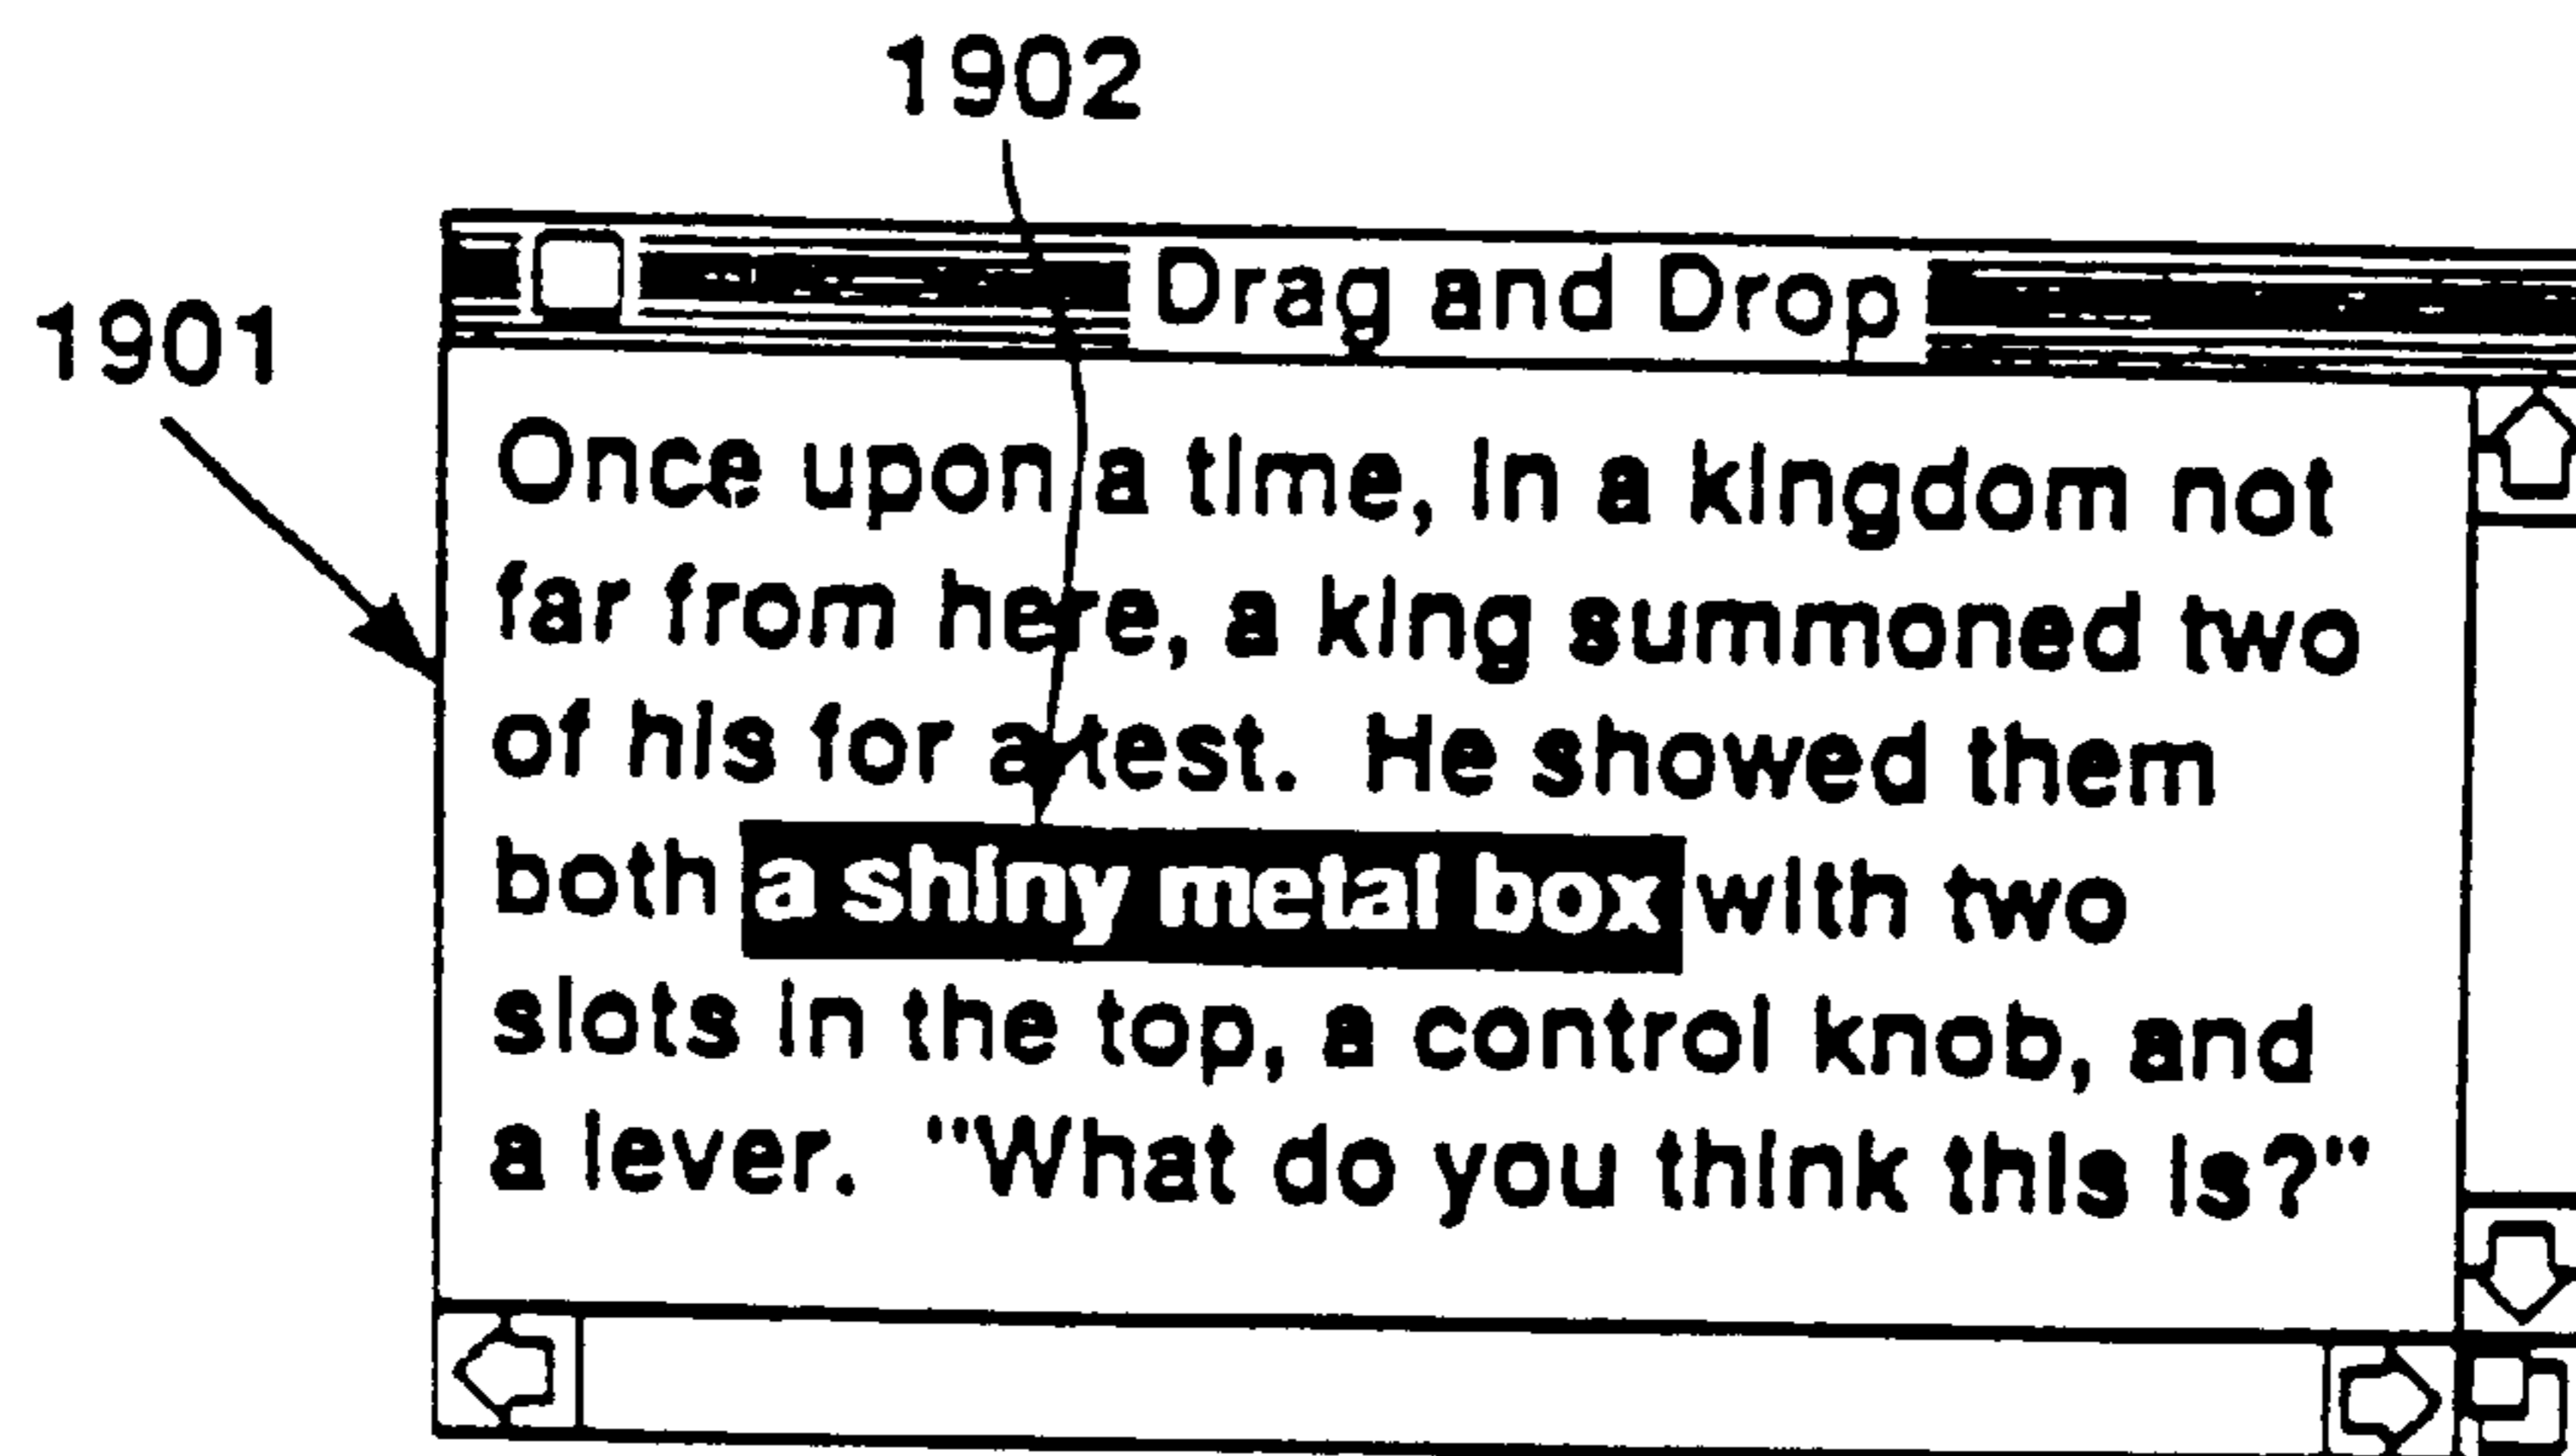 1902
1901
Drag and Drop
Once upon a time, in a kingdom not
far from here, a king summoned two
of his for a test.  He showed them
both a shiny metal box with two
slots in the top, a control knob, and
a lever.  "What do you think this is?"